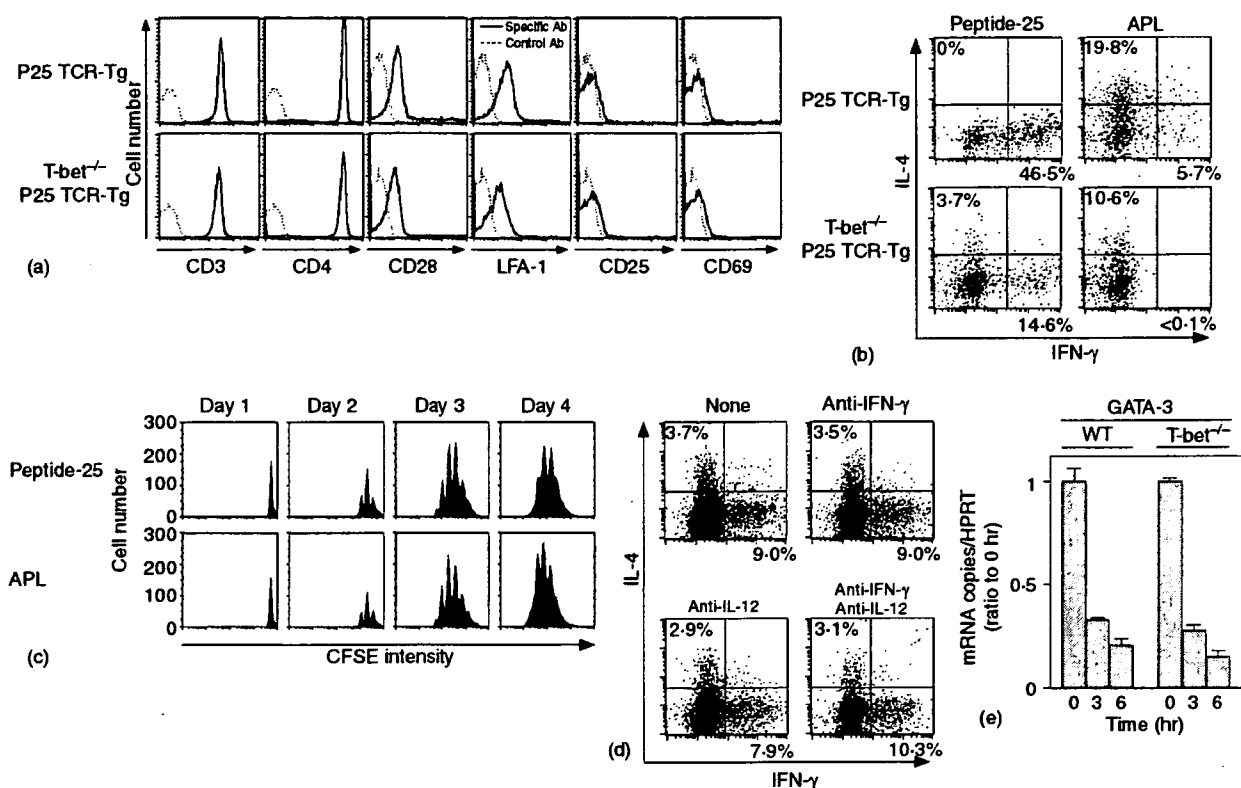 Specific Ab
Control Ab
P25 TCR-Tg
T-bet−/−
P25 TCR-Tg
Cell number
CD3
CD4
CD28
LFA-1
CD25
CD69
(a)
Peptide-25
APL
0%
19·8%
P25 TCR-Tg
46·5%
5·7%
3·7%
10·6%
T-bet−/−
P25 TCR-Tg
14·6%
<0·1%
IL-4
IFN-γ
(b)
Day 1
Day 2
Day 3
Day 4
300
200
100
0
Peptide-25
300
200
100
0
APL
Cell number
CFSE intensity
(c)
None
Anti-IFN-γ
3·7%
3·5%
9·0%
9·0%
Anti-IL-12
Anti-IFN-γ
Anti-IL-12
2·9%
3·1%
7·9%
10·3%
IL-4
IFN-γ
(d)
GATA-3
WT
T-bet−/−
mRNA copies/HPRT
(ratio to 0 hr)
1
0·5
0
0 3 6 0 3 6
Time (hr)
(e)